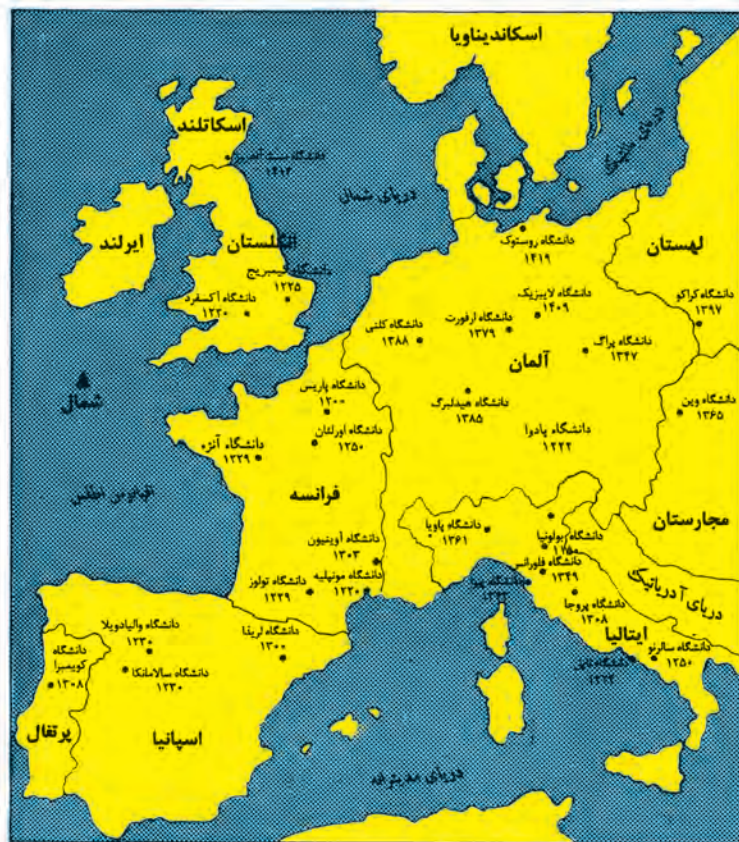 اسکاندیناویا
اسکاتلند
دانشگاه سنت
۱۴۱۲
دریای شمال
ایرلند
انگلستان
دانشگاه کیمبریج
۱۲۲۵
دانشگاه آکسفرد
۱۲۲۰
دانشگاه روستوک
۱۴۱۹
لهستان
دانشگاه کراکو
۱۳۹۷
دانشگاه لایبزیک
۱۴۰۹
دانشگاه ارفورت
۱۳۷۹
دانشگاه کلنی
۱۳۸۸
دانشگاه پراگ
۱۳۴۷
آلمان
شمال
دانشگاه پاریس
۱۲۰۰
دانشگاه هیدلبرگ
۱۳۸۵
دانشگاه وین
۱۳۶۵
دانشگاه اورلئان
۱۲۵۰
دانشگاه پادوا
۱۲۲۲
دانشگاه آنژه
۱۲۲۹
اقیانوس اطلس
فرانسه
مجارستان
دانشگاه پاویا
۱۳۶۱
دانشگاه بولونیا
دانشگاه آوینیون
۱۳۰۳
دانشگاه فلورانس
۱۳۴۹
دانشگاه مونپلیه
۱۲۲۰
دانشگاه تولوز
۱۲۲۹
دانشگاه پیزا
دانشگاه پروجا
۱۳۰۸
دریای آدریاتیک
ایتالیا
دانشگاه والیادویلا
۱۲۳۰
دانشگاه لریدا
۱۳۰۰
دانشگاه سالرنو
۱۲۵۰
دانشگاه
کویمبرا
۱۳۰۸
دانشگاه سالامانکا
۱۲۳۰
پرتغال
اسپانیا
دریای مدیترانه